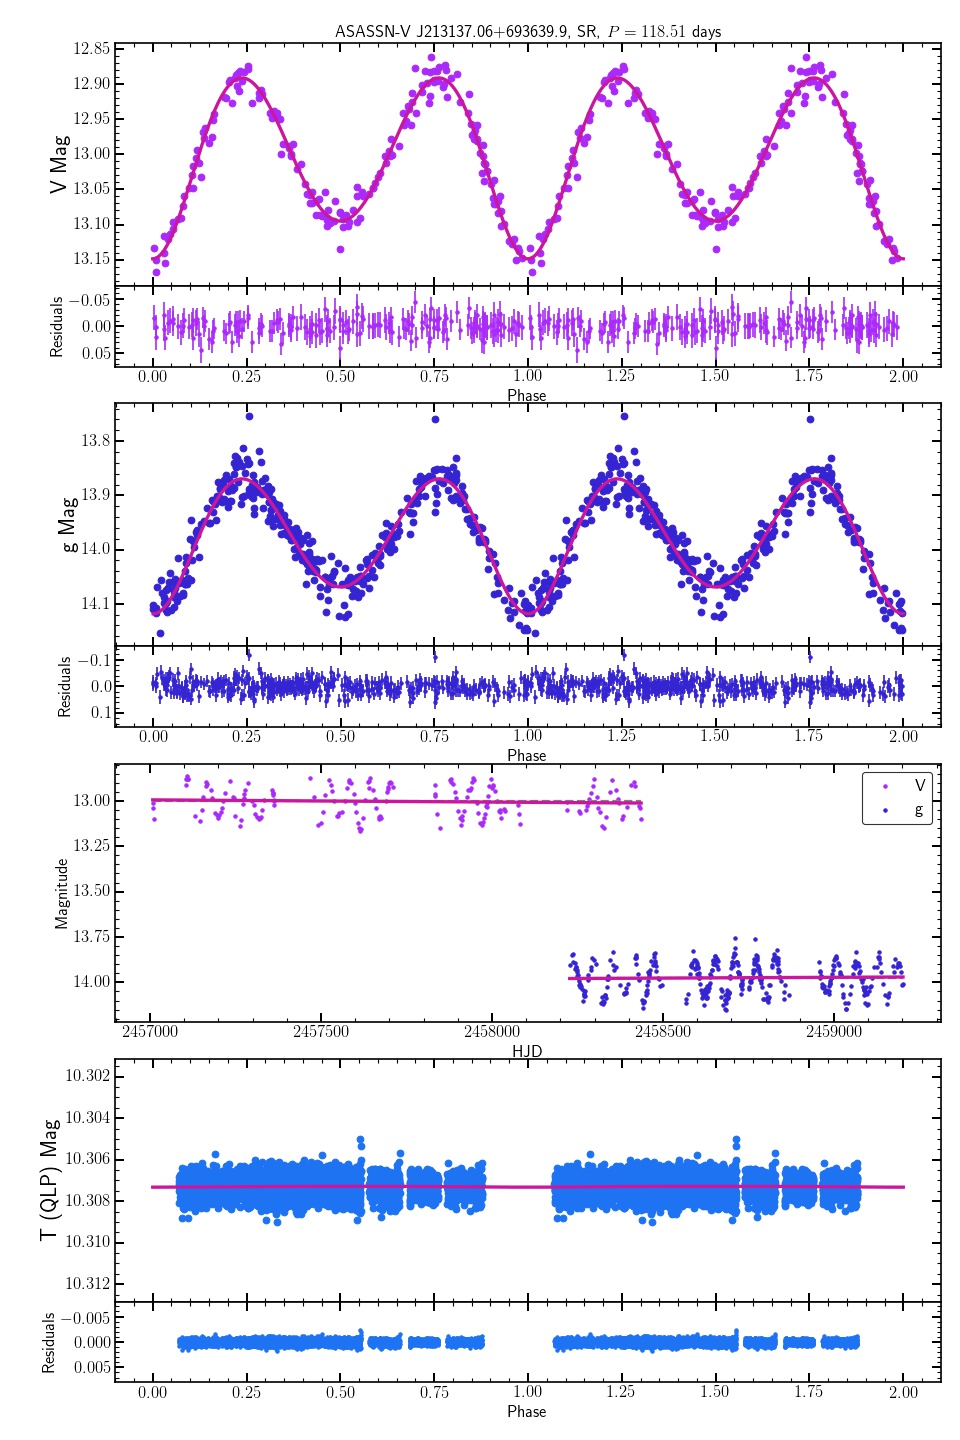 ASASSN-V J213137.06+693639.9, SR, P = 118.51 days
V Mag
12.85
12.90
12.95
13.00
13.05
13.10
13.15
Residuals
−0.05
0.00
0.05
0.00 0.25 0.50 0.75 1.00 1.25 1.50 1.75 2.00
Phase
g Mag
13.8
13.9
14.0
14.1
Residuals
−0.1
0.0
0.1
0.00 0.25 0.50 0.75 1.00 1.25 1.50 1.75 2.00
Phase
Magnitude
13.00
13.25
13.50
13.75
14.00
V
g
2457000 2457500 2458000 2458500 2459000
HJD
T (QLP) Mag
10.302
10.304
10.306
10.308
10.310
10.312
Residuals
−0.005
0.000
0.005
0.00 0.25 0.50 0.75 1.00 1.25 1.50 1.75 2.00
Phase